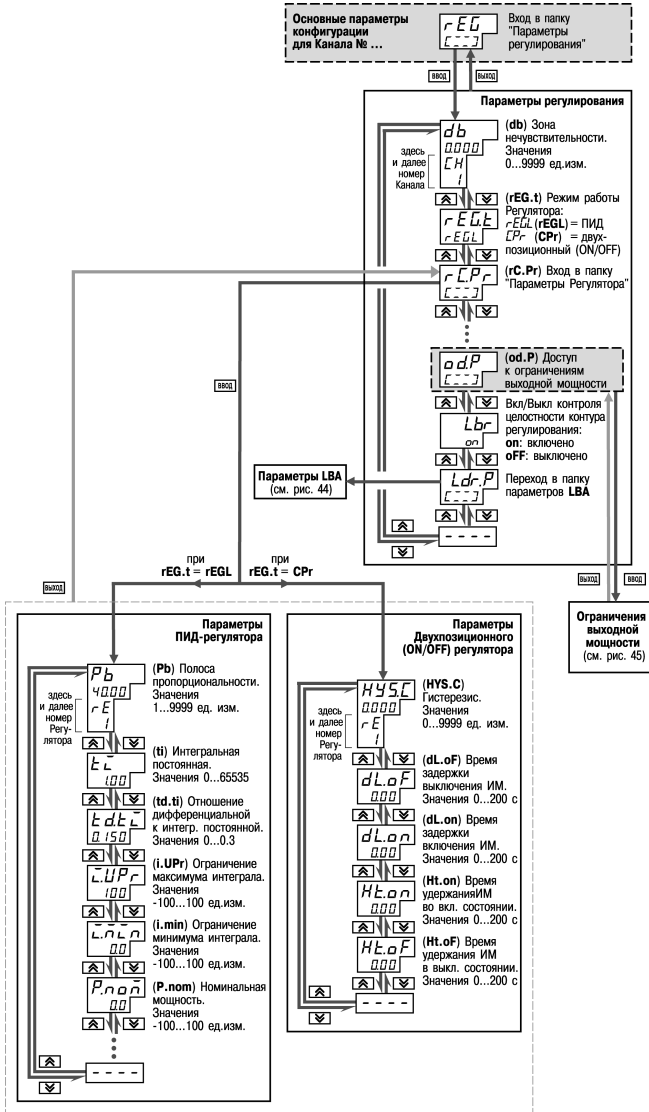 Основные параметры
конфигурации
для Канала № ...
rEG
[---]
Вход в папку
"Параметры
регулирования"
ВВОД
ВЫХОД
Параметры регулирования
db
0.000
CH
1
здесь
и далее
номер
Канала
(db) Зона
нечувствительности.
Значения
0...9999 ед.изм.
rEG.t
rEGL
(rEG.t) Режим работы
Регулятора:
rEGL (rEGL) = ПИД
CPr (CPr) = двух-
позиционный (ON/OFF)
rC.Pr
[---]
(rC.Pr) Вход в папку
"Параметры Регулятора"
od.P
[---]
(od.P) Доступ
к ограничениям
выходной мощности
ВВОД
Lbr
on
Вкл/Выкл контроля
целостности контура
регулирования:
on: включено
oFF: выключено
Параметры LBA
(см. рис. 44)
Ldr.P
[---]
Переход в папку
параметров LBA
- - - -
при
rEG.t = rEGL
при
rEG.t = CPr
ВЫХОД
ВЫХОД
ВВОД
Ограничения
выходной
мощности
(см. рис. 45)
Параметры
ПИД-регулятора
Pb
40.00
rE
1
здесь
и далее
номер
Регу-
лятора
(Pb) Полоса
пропорциональности.
Значения
1...9999 ед. изм.
ti
1.00
(ti) Интегральная
постоянная.
Значения 0...65535
td.ti
0.150
(td.ti) Отношение
дифференциальной
к интегр. постоянной.
Значения 0...0.3
i.UPr
100
(i.UPr) Ограничение
максимума интеграла.
Значения
-100...100 ед.изм.
i.min
0.0
(i.min) Ограничение
минимума интеграла.
Значения
-100...100 ед.изм.
P.nom
0.0
(P.nom) Номинальная
мощность.
Значения
-100...100 ед.изм.
- - - -
Параметры
Двухпозиционного
(ON/OFF) регулятора
HYS.C
0.000
rE
1
здесь
и далее
номер
Регу-
лятора
(HYS.C)
Гистерезис.
Значения
0...9999 ед. изм.
dL.oF
0.00
(dL.oF) Время
задержки
выключения ИМ.
Значения 0...200 с
dL.on
0.00
(dL.on) Время
задержки
включения ИМ.
Значения 0...200 с
Ht.on
0.00
(Ht.on) Время
удержанияИМ
во вкл. состоянии.
Значения 0...200 с
Ht.oF
0.00
(Ht.oF) Время
удержания ИМ
в выкл. состоянии.
Значения 0...200 с
- - - -